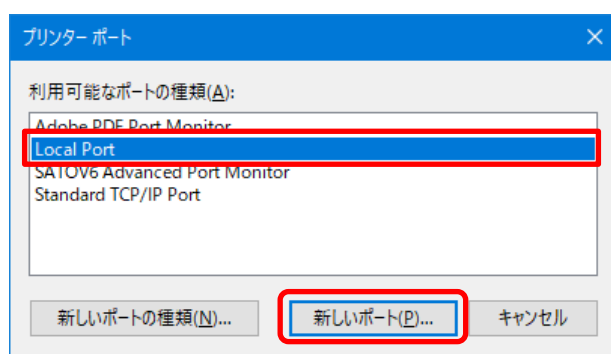 プリンター ポート
利用可能なポートの種類(A):
Adobe PDF Port Monitor
Local Port
SATOV6 Advanced Port Monitor
Standard TCP/IP Port
新しいポートの種類(N)... 新しいポート(P)... キャンセル